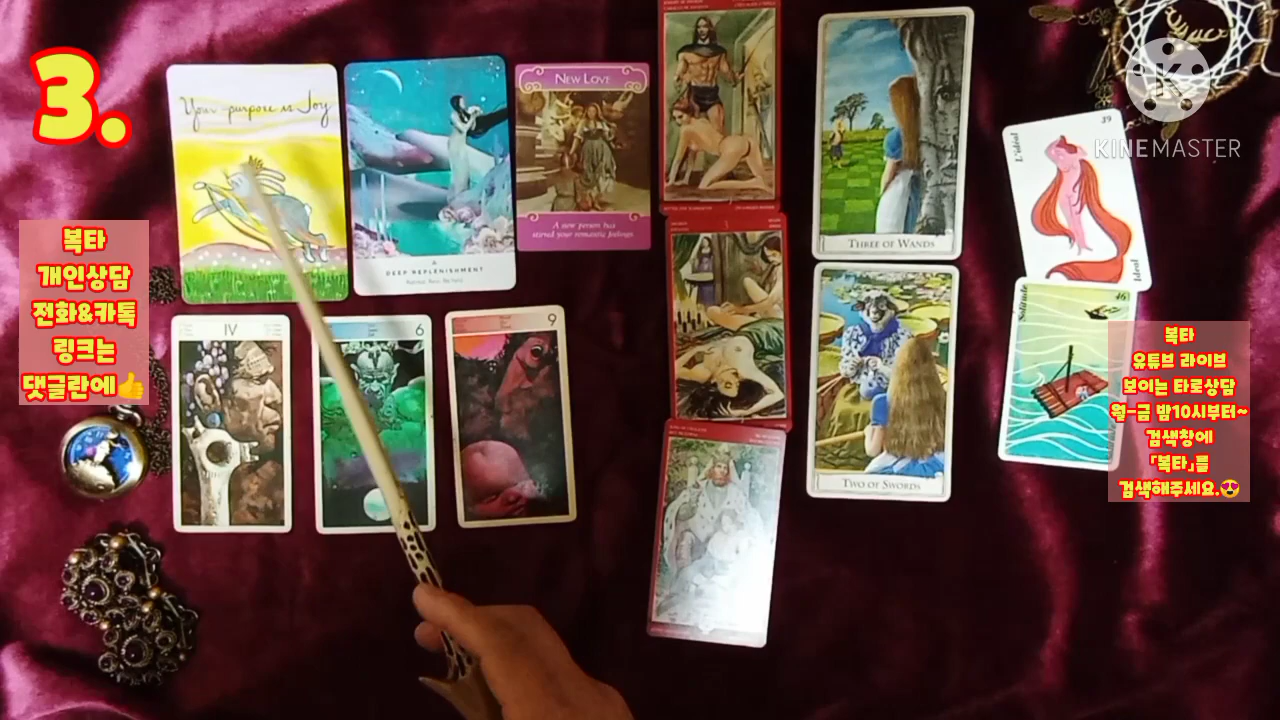 3.
Your purpose is Joy
DEEP REPLENISHMENT
NEW LOVE
A new person has
stirred your romantic feelings.
THREE OF WANDS
TWO OF SWORDS
39
L'idéal
Ideal
Solitude
46
IV
6
9
3
KINEMASTER
복타
개인상담
전화&카톡
링크는
댓글란에👍
복타
유튜브 라이브
보이는 타로상담
월-금 밤10시부터~
검색창에
「복타」를
검색해주세요.😍